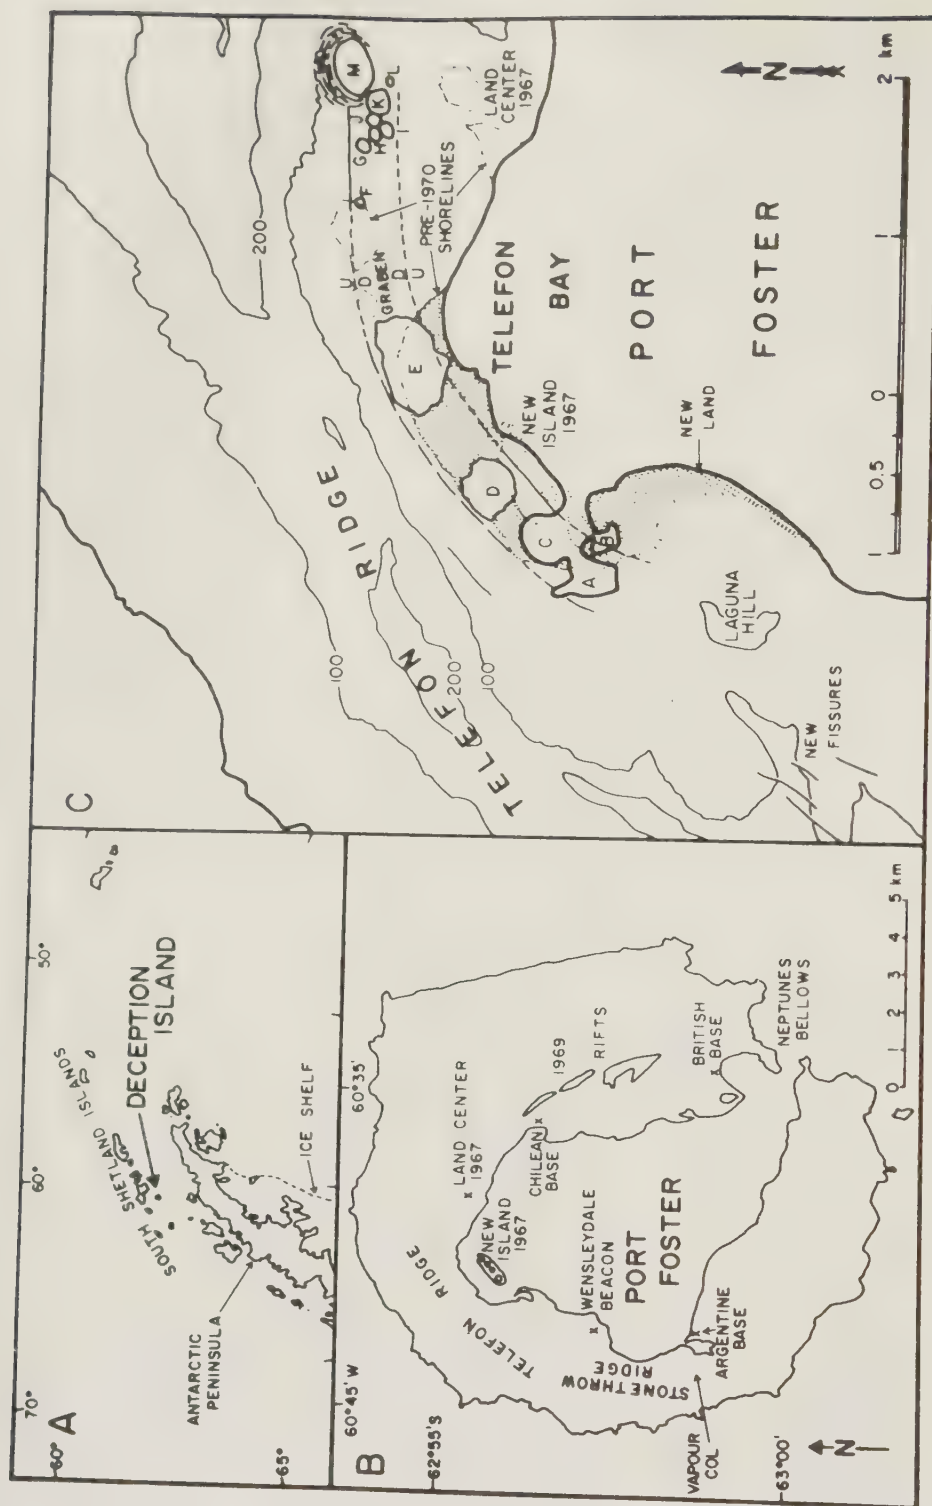 A
70°
60°
50°
60°
65°
SOUTH SHETLAND ISLANDS
DECEPTION
ISLAND
ANTARCTIC
PENINSULA
ICE SHELF
B
60°45' W
60°35'
62°55'S
63°00'
TELEFON
RIDGE
LAND CENTER
1967
NEW
ISLAND
1967
CHILEAN
BASE
1969
RIFTS
WENSLEYDALE
BEACON
PORT
FOSTER
STONETHROW
RIDGE
BRITISH
BASE
NEPTUNES
BELLOWS
VAPOUR
COL
ARGENTINE
BASE
N
0 1 2 3 4 5 km
C
200
100
TELEFON RIDGE
200
100
M
L
K
J
I
H
G
F
U
D
GRABEN
D
U
E
D
C
B
A
PRE-1970
SHORELINES
LAND
CENTER
1967
TELEFON
BAY
NEW
ISLAND
1967
PORT
FOSTER
NEW
LAND
LAGUNA
HILL
NEW
FISSURES
N
1 0.5 0 1 2 km